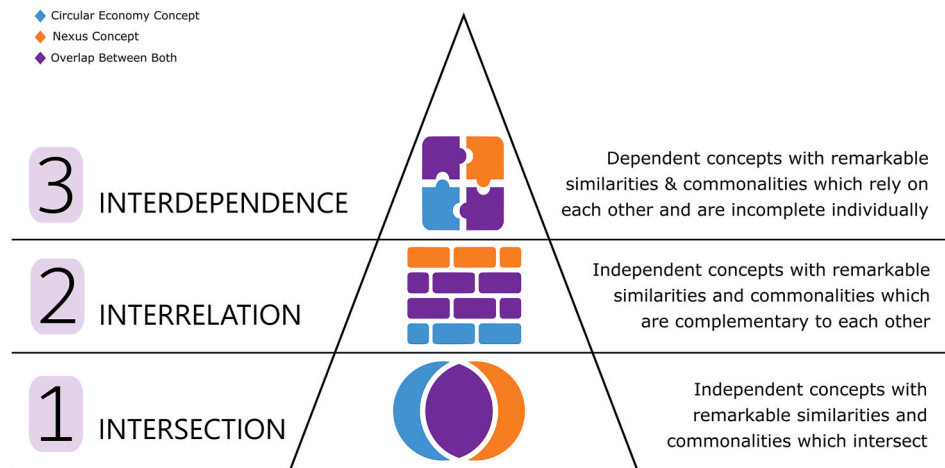 Circular Economy Concept
Nexus Concept
Overlap Between Both
3 INTERDEPENDENCE
Dependent concepts with remarkable
similarities & commonalities which rely on
each other and are incomplete individually
2 INTERRELATION
Independent concepts with remarkable
similarities and commonalities which
are complementary to each other
1 INTERSECTION
Independent concepts with
remarkable similarities and
commonalities which intersect